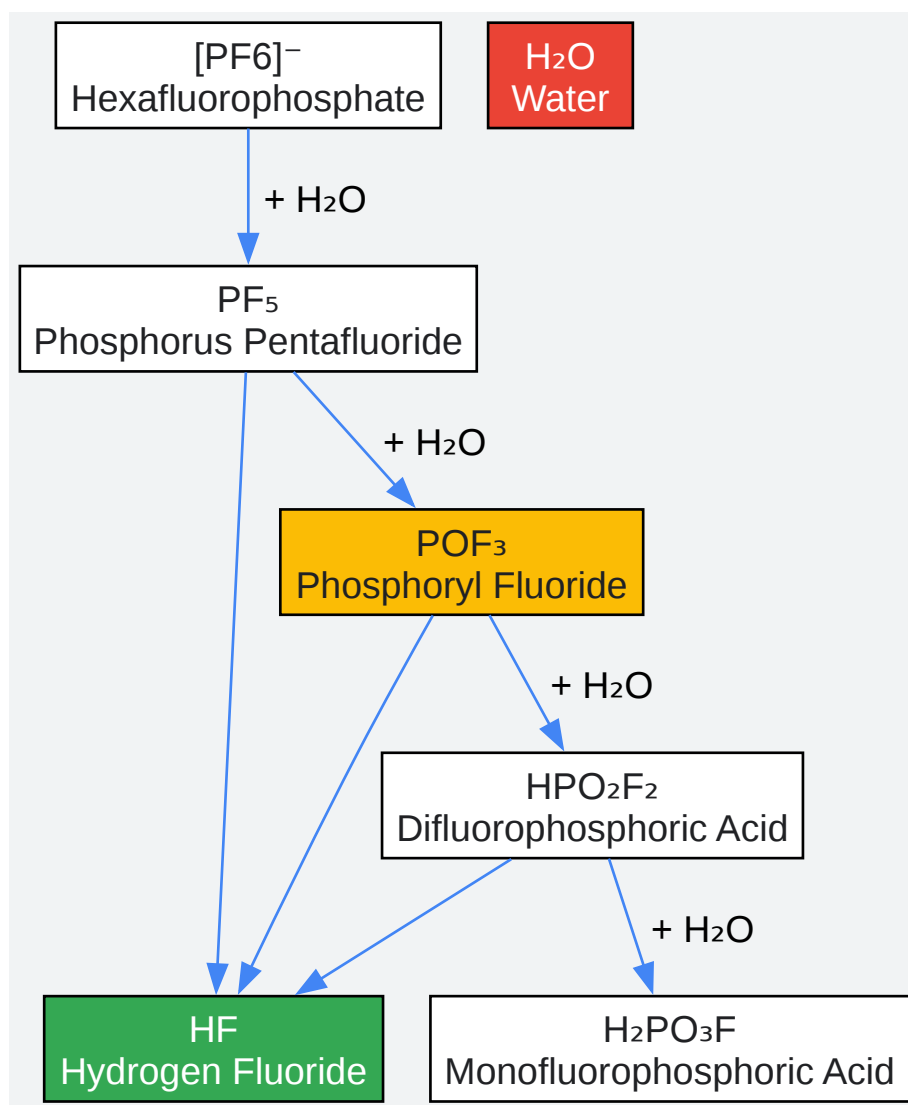 [PF6]⁻
Hexafluorophosphate
H₂O
Water
+ H₂O
PF₅
Phosphorus Pentafluoride
+ H₂O
POF₃
Phosphoryl Fluoride
+ H₂O
HPO₂F₂
Difluorophosphoric Acid
+ H₂O
HF
Hydrogen Fluoride
H₂PO₃F
Monofluorophosphoric Acid